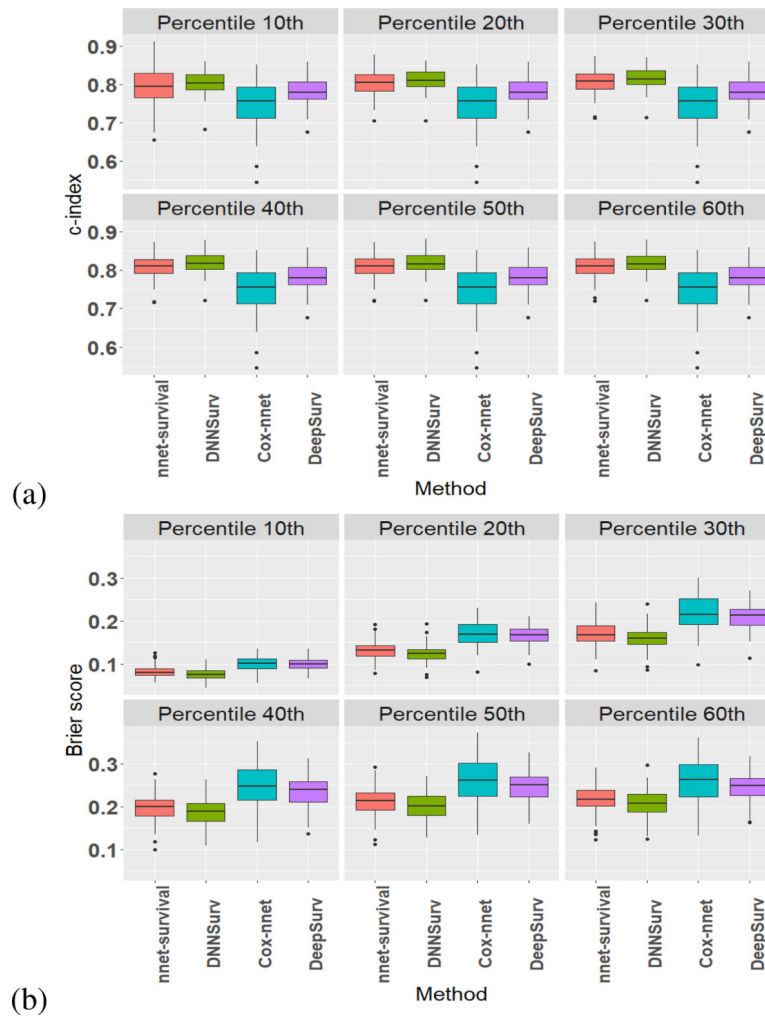 Percentile 10th Percentile 20th Percentile 30th
0.9
0.8
0.7
0.6
Percentile 40th Percentile 50th Percentile 60th
0.9
0.8
0.7
0.6
c-index
nnet-survival DNNSurv Cox-nnet DeepSurv nnet-survival DNNSurv Cox-nnet DeepSurv nnet-survival DNNSurv Cox-nnet DeepSurv
Method
(a)
Percentile 10th Percentile 20th Percentile 30th
0.3
0.2
0.1
Percentile 40th Percentile 50th Percentile 60th
0.3
0.2
0.1
Brier score
nnet-survival DNNSurv Cox-nnet DeepSurv nnet-survival DNNSurv Cox-nnet DeepSurv nnet-survival DNNSurv Cox-nnet DeepSurv
Method
(b)